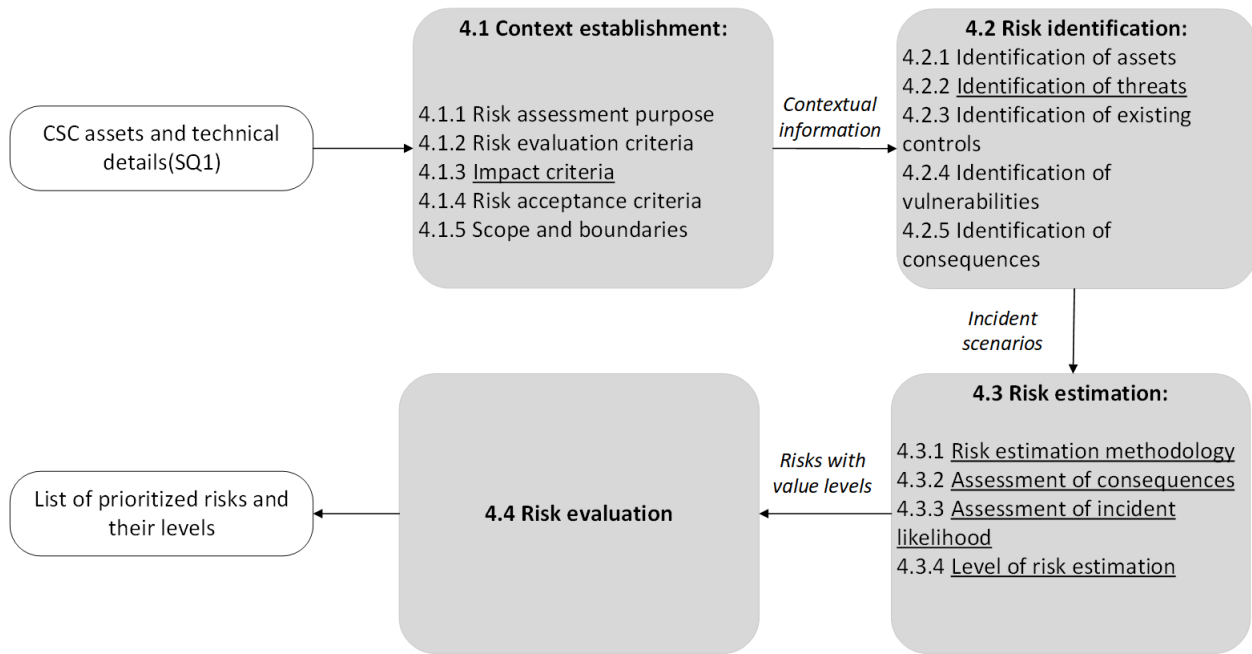 CSC assets and technical
details(SQ1)
4.1 Context establishment:
4.1.1 Risk assessment purpose
4.1.2 Risk evaluation criteria
4.1.3 Impact criteria
4.1.4 Risk acceptance criteria
4.1.5 Scope and boundaries
Contextual
information
4.2 Risk identification:
4.2.1 Identification of assets
4.2.2 Identification of threats
4.2.3 Identification of existing
controls
4.2.4 Identification of
vulnerabilities
4.2.5 Identification of
consequences
Incident
scenarios
4.3 Risk estimation:
4.3.1 Risk estimation methodology
4.3.2 Assessment of consequences
4.3.3 Assessment of incident
likelihood
4.3.4 Level of risk estimation
Risks with
value levels
4.4 Risk evaluation
List of prioritized risks and
their levels